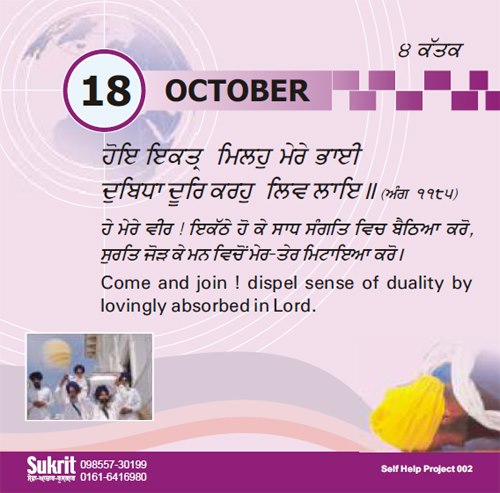 ੪ ਕੱਤਕ
18 OCTOBER
ਹੋਇ ਇਕਤ੍ਰ ਮਿਲਹੁ ਮੇਰੇ ਭਾਈ
ਦੁਬਿਧਾ ਦੂਰਿ ਕਰਹੁ ਲਿਵ ਲਾਇ॥ (ਅੰਗ ੧੧੮੫)
ਹੇ ਮੇਰੇ ਵੀਰ ! ਇਕੱਠੇ ਹੋ ਕੇ ਸਾਧ ਸੰਗਤਿ ਵਿਚ ਬੈਠਿਆ ਕਰੋ,
ਸੁਰਤਿ ਜੋੜ ਕੇ ਮਨ ਵਿਚੋਂ ਮੇਰ-ਤੇਰ ਮਿਟਾਇਆ ਕਰੋ।
Come and join ! dispel sense of duality by
lovingly absorbed in Lord.
Sukrit 098557-30199
0161-6416980
Self Help Project 002